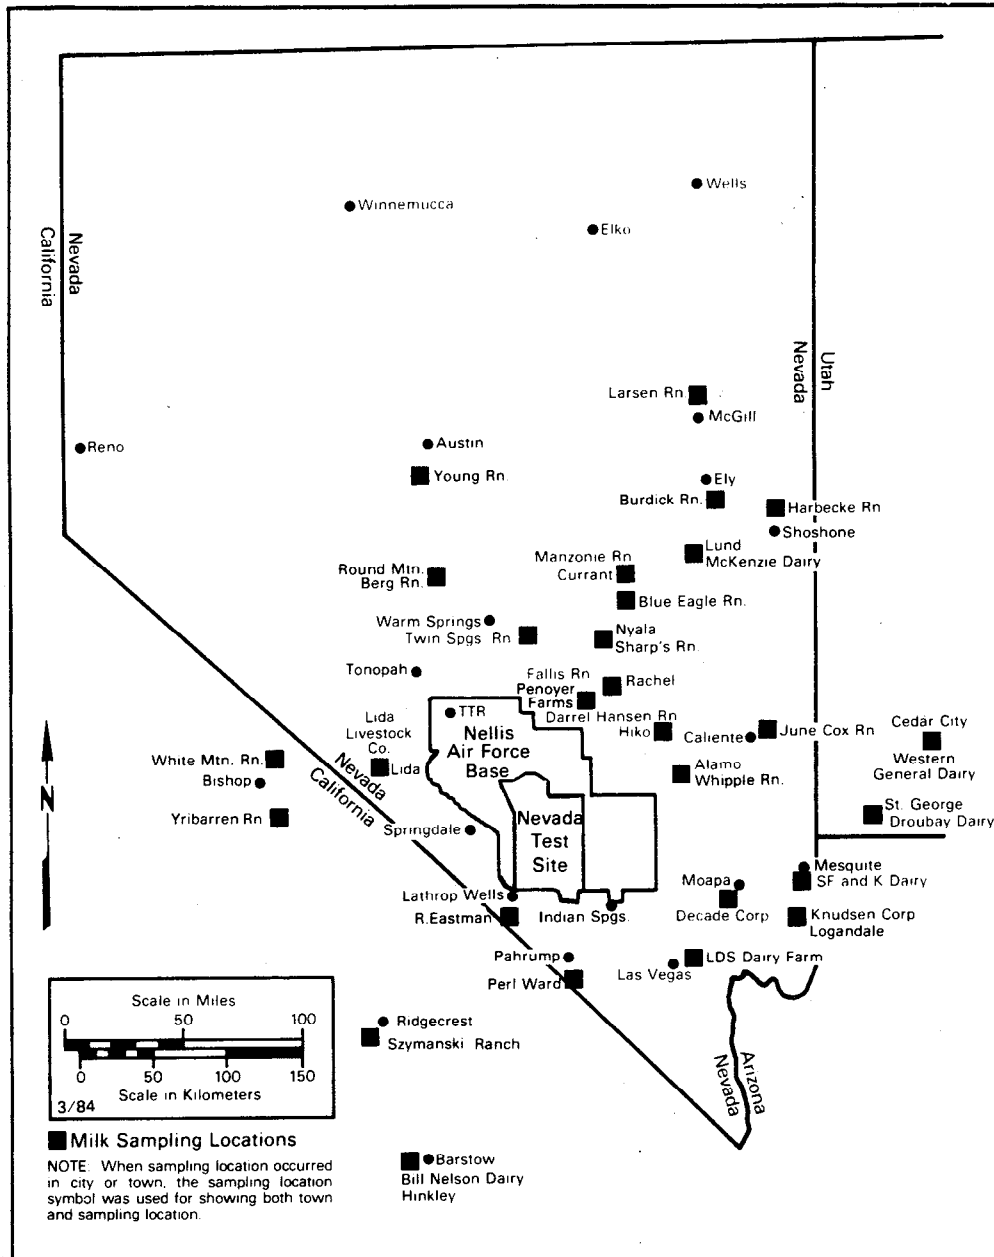 Wells
Winnemucca
Elko
Nevada
California
Utah
Nevada
Larsen Rn.
McGill
Reno
Austin
Young Rn.
Ely
Burdick Rn.
Harbecke Rn
Shoshone
Lund
McKenzie Dairy
Manzonie Rn
Currant
Round Mtn.
Berg Rn.
Blue Eagle Rn.
Warm Springs
Twin Spgs Rn
Nyala
Sharp's Rn.
Tonopah
Fallis Rn
Rachel
Penoyer
Farms
Darrel Hansen Rn
TTR
Nellis
Air Force
Base
Lida
Livestock
Co.
Lida
Hiko
Caliente
June Cox Rn
Cedar City
Western
General Dairy
White Mtn. Rn.
Bishop
Nevada
California
Alamo
Whipple Rn.
Yribarren Rn
Springdale
Nevada
Test
Site
St. George
Droubay Dairy
N
Mesquite
SF and K Dairy
Moapa
Decade Corp
Lathrop Wells
R.Eastman
Indian Spgs.
Knudsen Corp
Logandale
Pahrump
Perl Ward
Las Vegas
LDS Dairy Farm
Scale in Miles
0 50 100
0 50 100 150
Scale in Kilometers
3/84
Ridgecrest
Szymanski Ranch
Arizona
Nevada
Milk Sampling Locations
NOTE: When sampling location occurred
in city or town, the sampling location
symbol was used for showing both town
and sampling location.
Barstow
Bill Nelson Dairy
Hinkley